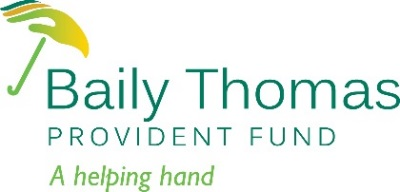 Baily Thomas
PROVIDENT FUND
A helping hand